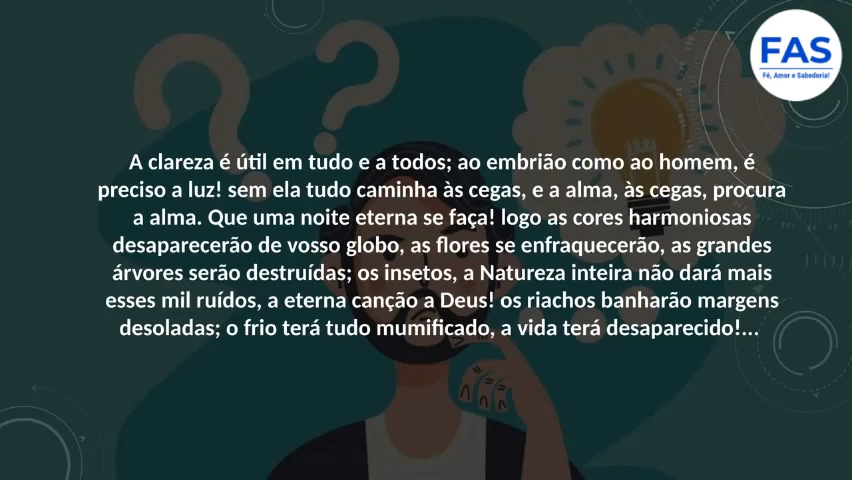 FAS
Fé, Amor e Sabedoria!
A clareza é útil em tudo e a todos; ao embrião como ao homem, é
preciso a luz! sem ela tudo caminha às cegas, e a alma, às cegas, procura
a alma. Que uma noite eterna se faça! logo as cores harmoniosas
desaparecerão de vosso globo, as flores se enfraquecerão, as grandes
árvores serão destruídas; os insetos, a Natureza inteira não dará mais
esses mil ruídos, a eterna canção a Deus! os riachos banharão margens
desoladas; o frio terá tudo mumificado, a vida terá desaparecido!...